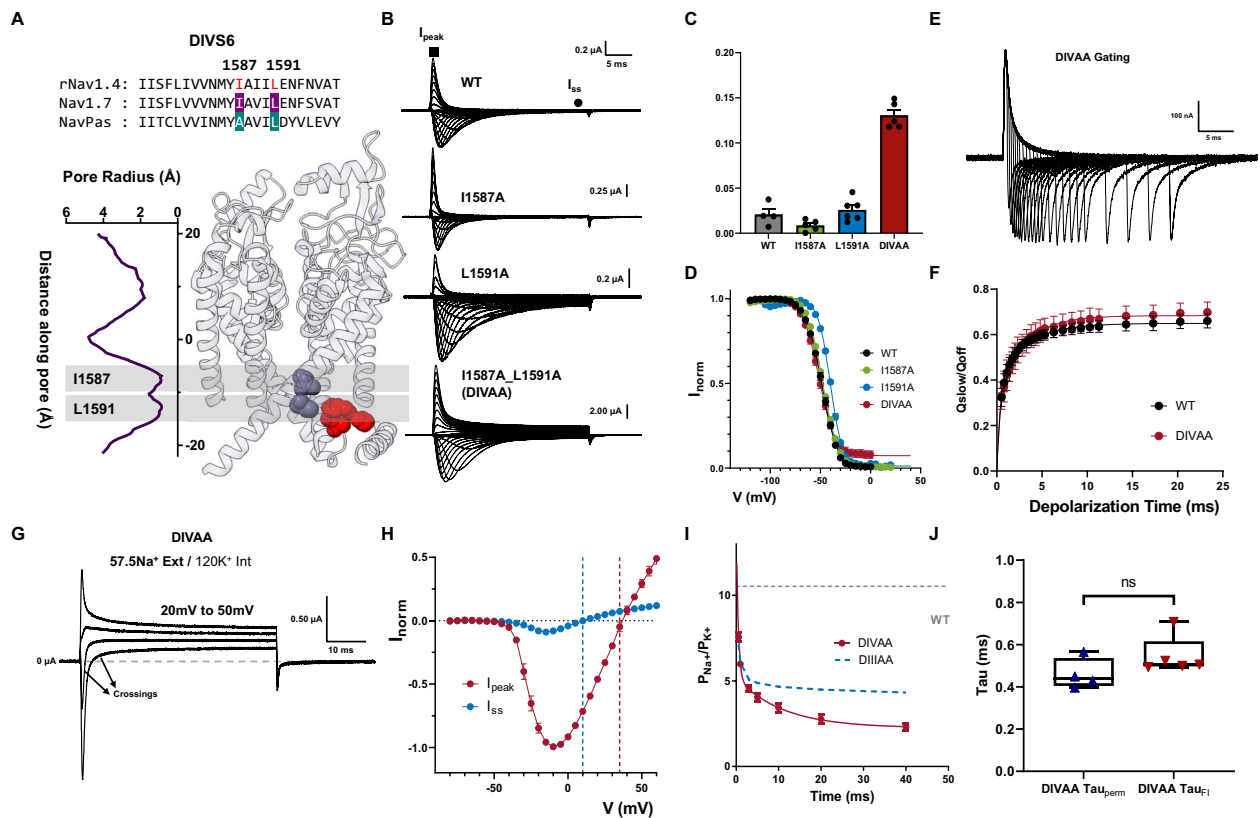 A
DIVS6
1587 1591
rNav1.4: IISFLIVVNMYIAIILENFNVAT
Nav1.7 : IISFLVVVNMYIAVILENFSVAT
NavPas : IITCLVVINMYAAVILDYVLEVY
Pore Radius (Å)
6 4 2 0
20
0
-20
Distance along pore (Å)
I1587
L1591
B
Ipeak
0.2 µA
5 ms
WT
Iss
I1587A
0.25 µA
L1591A
0.2 µA
I1587A_L1591A
(DIVAA)
2.00 µA
C
0.20
0.15
0.10
0.05
0.00
WT I1587A L1591A DIVAA
D
Inorm
1.0
0.5
0.0
-100 -50 0
V (mV)
WT
I1587A
I1591A
DIVAA
E
DIVAA Gating
100 nA
5 ms
F
Qslow/Qoff
0.8
0.6
0.4
0.2
0.0
0 5 10 15 20 25
Depolarization Time (ms)
WT
DIVAA
G
DIVAA
57.5Na⁺ Ext / 120K⁺ Int
20mV to 50mV
0.50 µA
10 ms
0 µA
Crossings
H
Inorm
0.5
0.0
-0.5
-1.0
Ipeak
Iss
0 50
V (mV)
I
PNa+/PK+
10
5
0
WT
DIVAA
DIIIAA
0 10 20 30 40 50
Time (ms)
J
Tau (ms)
1.0
0.8
0.6
0.4
0.2
0.0
ns
DIVAA Tauperm DIVAA TauFI